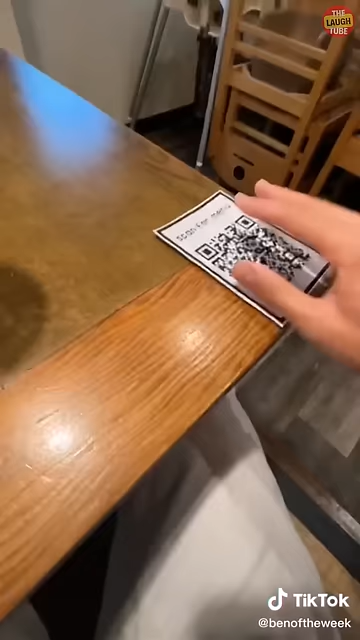 THE
LAUGH
TUBE
scan for menu
TikTok
@benoftheweek